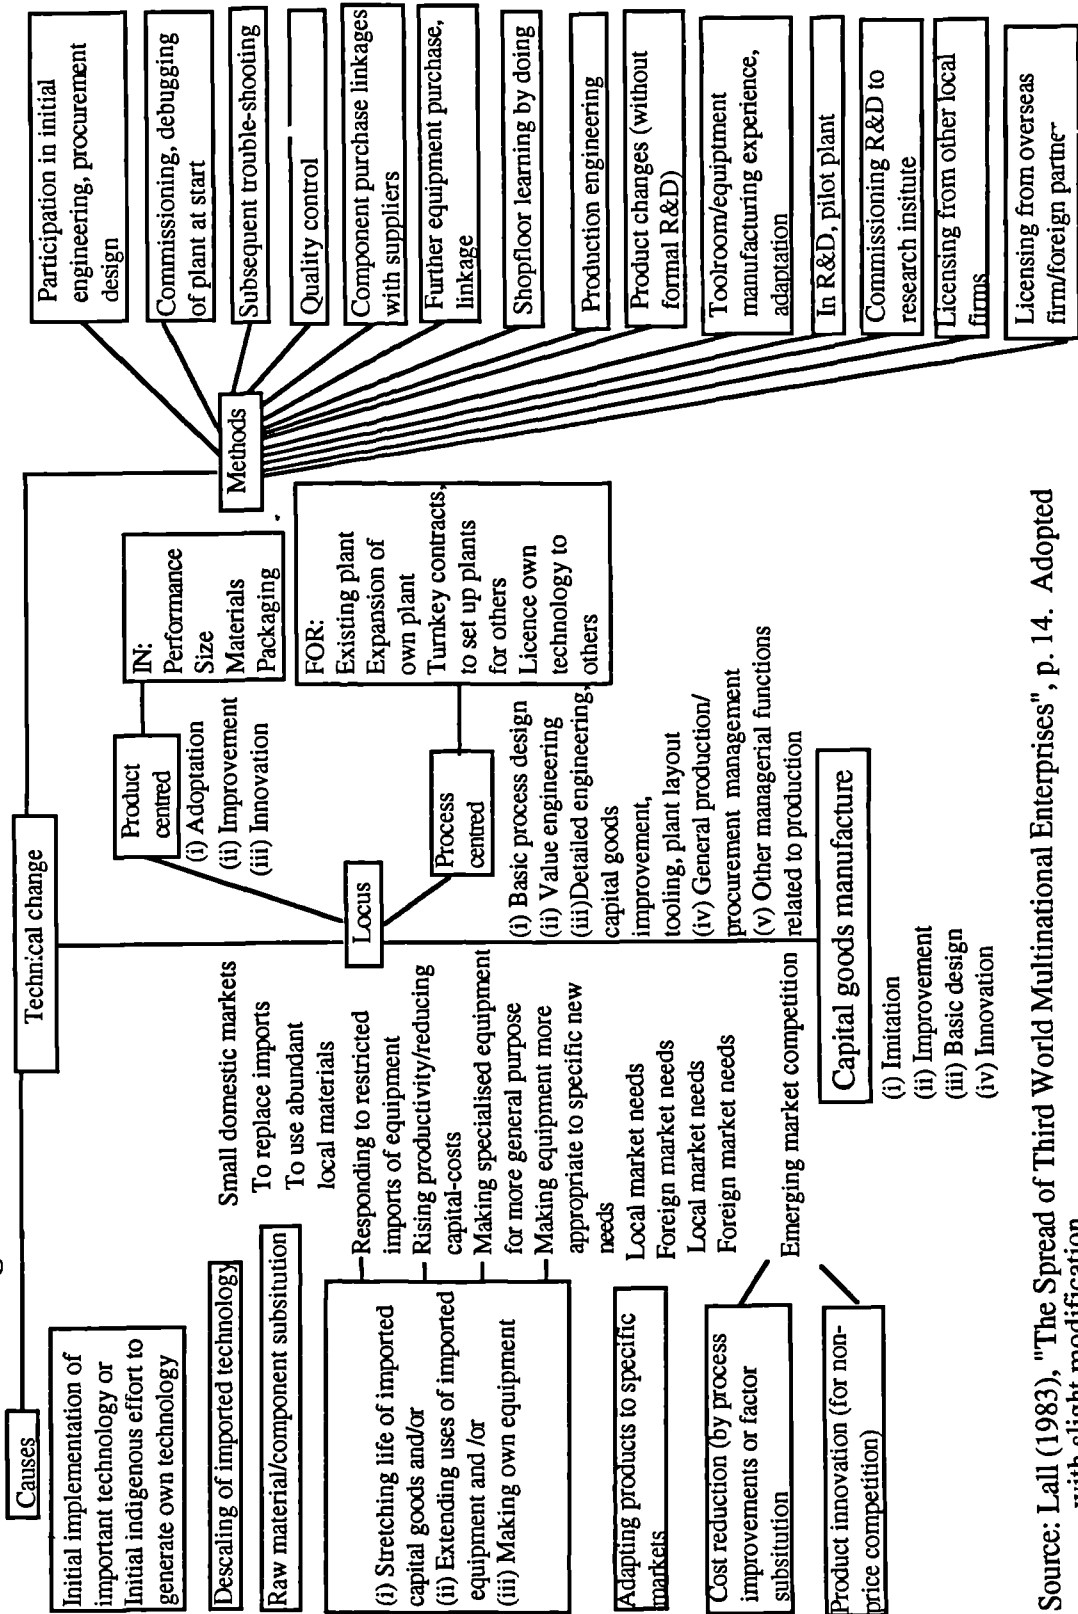 Technical change
Causes
Initial implementation of
important technology or
Initial indigenous effort to
generate own technology
Descaling of imported technology
Small domestic markets
To replace imports
Raw material/component subsitution
To use abundant
local materials
(i) Stretching life of imported
capital goods and/or
(ii) Extending uses of imported
equipment and /or
(iii) Making own equipment
Responding to restricted
imports of equipment
Rising productivity/reducing
capital-costs
Making specialised equipment
for more general purpose
Making equipment more
appropriate to specific new
needs
Adapting products to specific
markets
Local market needs
Foreign market needs
Local market needs
Foreign market needs
Cost reduction (by process
improvements or factor
subsitution
Emerging market competition
Product innovation (for non-
price competition)
Locus
Product
centred
(i) Adoptation
(ii) Improvement
(iii) Innovation
IN:
Performance
Size
Materials
Packaging
Process
centred
(i) Basic process design
(ii) Value engineering
(iii)Detailed engineering,
capital goods
improvement,
tooling, plant layout
(iv) General production/
procurement management
(v) Other managerial functions
related to production
FOR:
Existing plant
Expansion of
own plant
Turnkey contracts,
to set up plants
for others
Licence own
technology to
others
Capital goods manufacture
(i) Imitation
(ii) Improvement
(iii) Basic design
(iv) Innovation
Methods
Participation in initial
engineering, procurement
design
Commissioning, debugging
of plant at start
Subsequent trouble-shooting
Quality control
Component purchase linkages
with suppliers
Further equipment purchase,
linkage
Shopfloor learning by doing
Production engineering
Product changes (without
formal R&D)
Toolroom/equiptment
manufacturing experience,
adaptation
In R&D, pilot plant
Commissioning R&D to
research insitute
Licensing from other local
firms
Licensing from overseas
firm/foreign partner
Source: Lall (1983), "The Spread of Third World Multinational Enterprises", p. 14. Adopted
with slight modification